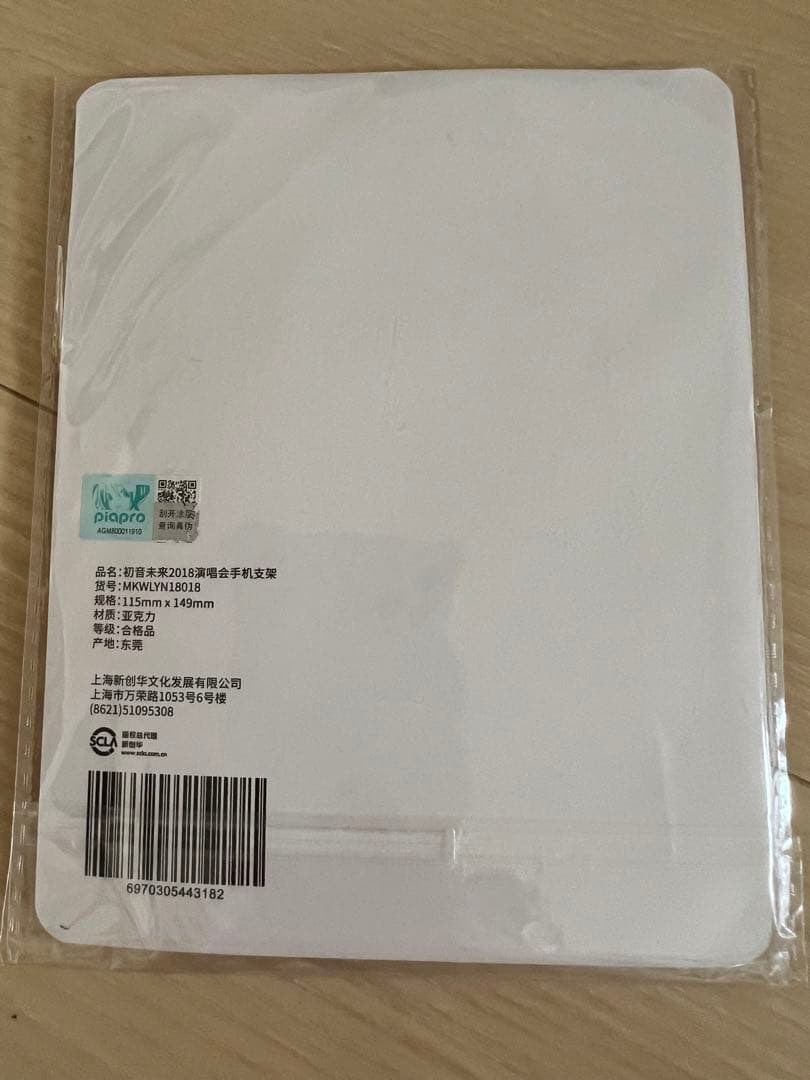 piapro
AGM800011910
刮开涂层
查询真伪
品名:初音未来2018演唱会手机支架
货号:MKWLYN18018
规格:115mm x 149mm
材质:亚克力
等级:合格品
产地:东莞
上海新创华文化发展有限公司
上海市万荣路1053号6号楼
(8621)51095308
SCLA
版权总代理
新创华
www.scla.com.cn
6970305443182